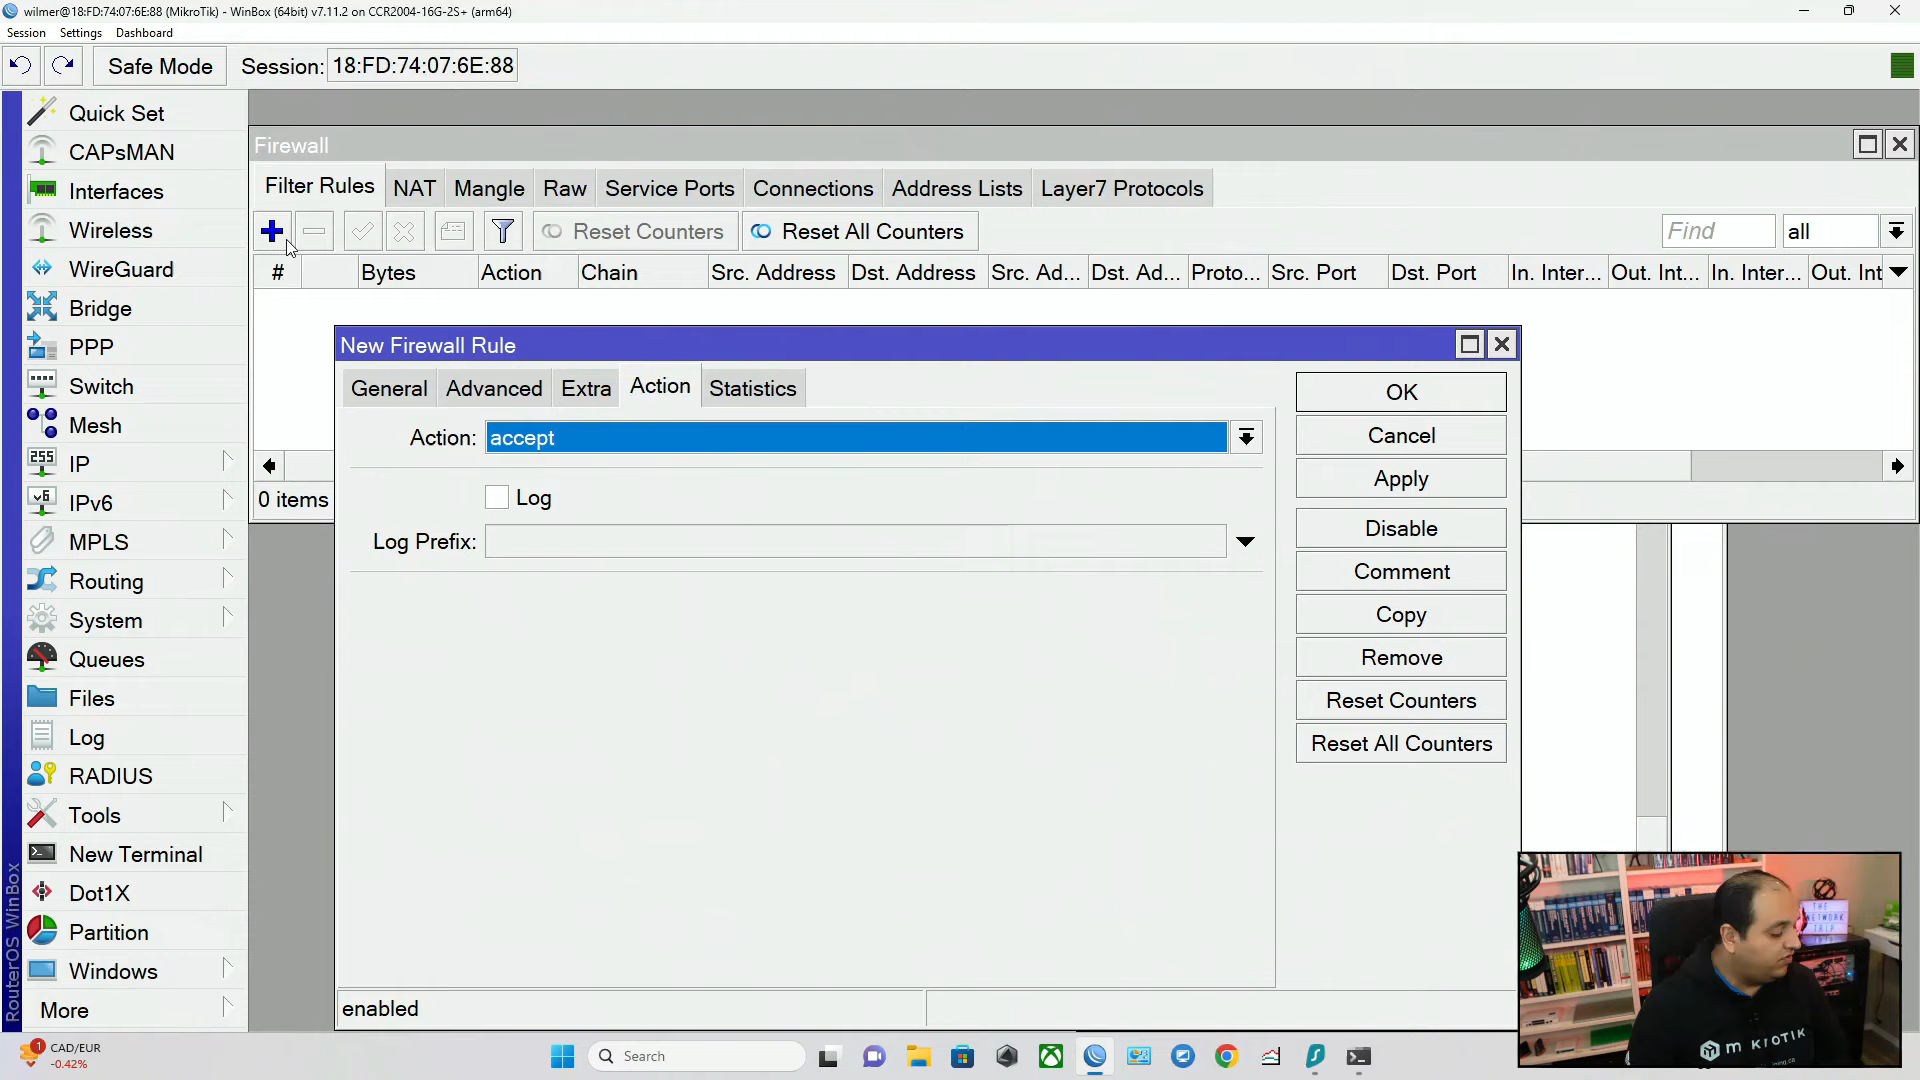 wilmer@18:FD:74:07:6E:88 (MikroTik) - WinBox (64bit) v7.11.2 on CCR2004-16G-2S+ (arm64)
Session Settings Dashboard
Safe Mode Session: 18:FD:74:07:6E:88
Quick Set
CAPsMAN
Interfaces
Wireless
WireGuard
Bridge
PPP
Switch
Mesh
255 IP
v6 IPv6
MPLS
Routing
System
Queues
Files
Log
RADIUS
Tools
New Terminal
Dot1X
Partition
Windows
More
RouterOS WinBox
Firewall
Filter Rules NAT Mangle Raw Service Ports Connections Address Lists Layer7 Protocols
Reset Counters Reset All Counters Find all
# Bytes Action Chain Src. Address Dst. Address Src. Ad... Dst. Ad... Proto... Src. Port Dst. Port In. Inter... Out. Int... In. Inter... Out. Int
0 items
New Firewall Rule
General Advanced Extra Action Statistics
Action: accept
Log
Log Prefix:
OK
Cancel
Apply
Disable
Comment
Copy
Remove
Reset Counters
Reset All Counters
enabled
THE
NETWORK
TRIP
1 CAD/EUR
-0.42%
Search